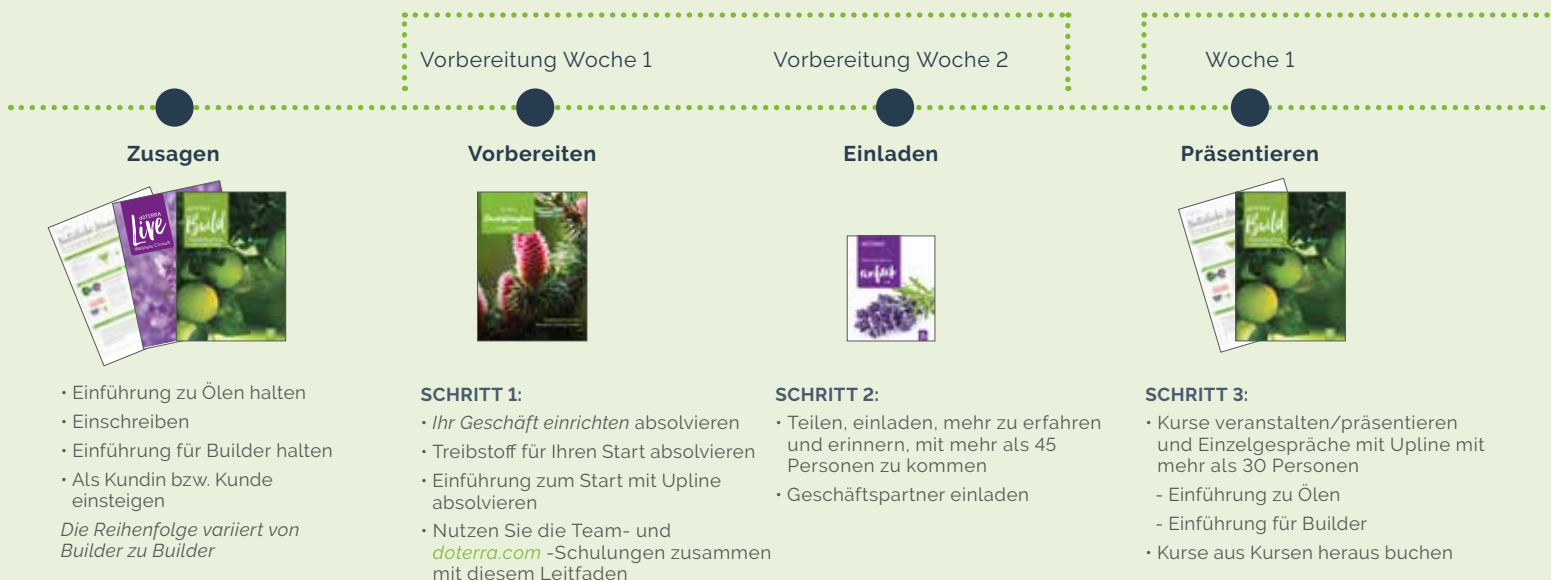 Vorbereitung Woche 1
Vorbereitung Woche 2
Woche 1
Zusagen
Vorbereiten
Einladen
Präsentieren
Live
Build
einfach
Build
• Einführung zu Ölen halten
• Einschreiben
• Einführung für Builder halten
• Als Kundin bzw. Kunde
einsteigen
Die Reihenfolge variiert von
Builder zu Builder
SCHRITT 1:
• Ihr Geschäft einrichten absolvieren
• Treibstoff für Ihren Start absolvieren
• Einführung zum Start mit Upline
absolvieren
• Nutzen Sie die Team- und
doterra.com -Schulungen zusammen
mit diesem Leitfaden
SCHRITT 2:
• Teilen, einladen, mehr zu erfahren
und erinnern, mit mehr als 45
Personen zu kommen
• Geschäftspartner einladen
SCHRITT 3:
• Kurse veranstalten/präsentieren
und Einzelgespräche mit Upline mit
mehr als 30 Personen
- Einführung zu Ölen
- Einführung für Builder
• Kurse aus Kursen heraus buchen